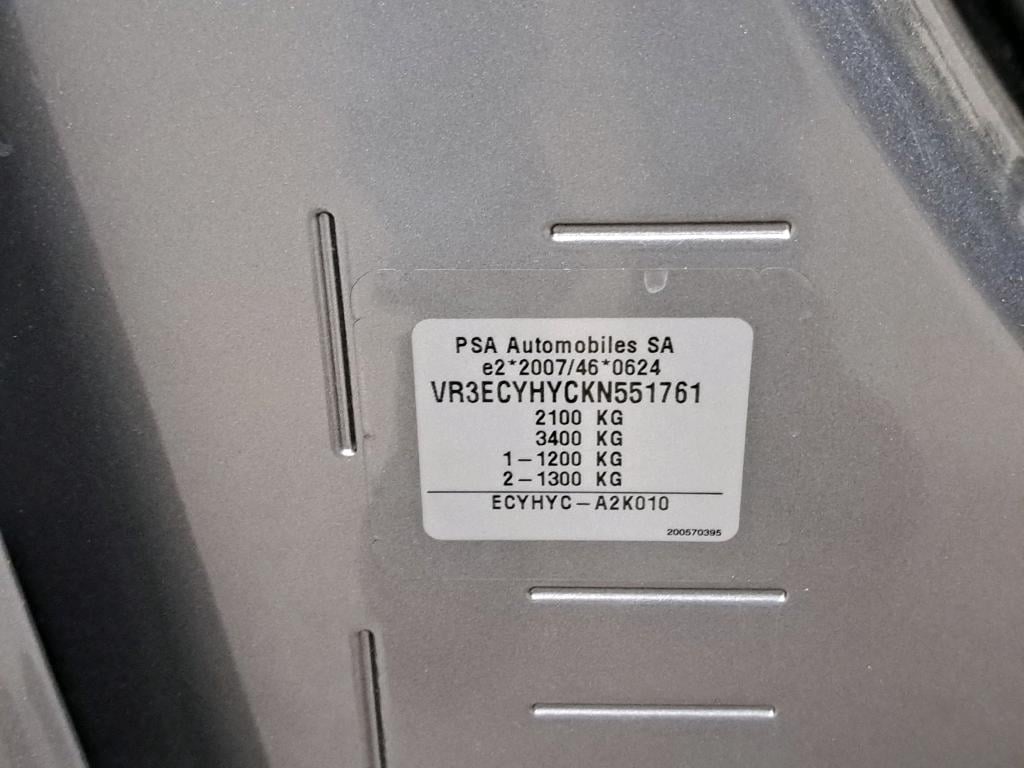 PSA Automobiles SA
e2*2007/46*0624
VR3ECYHYCKN551761
2100 KG
3400 KG
1-1200 KG
2-1300 KG
ECYHYC-A2K010
200570395